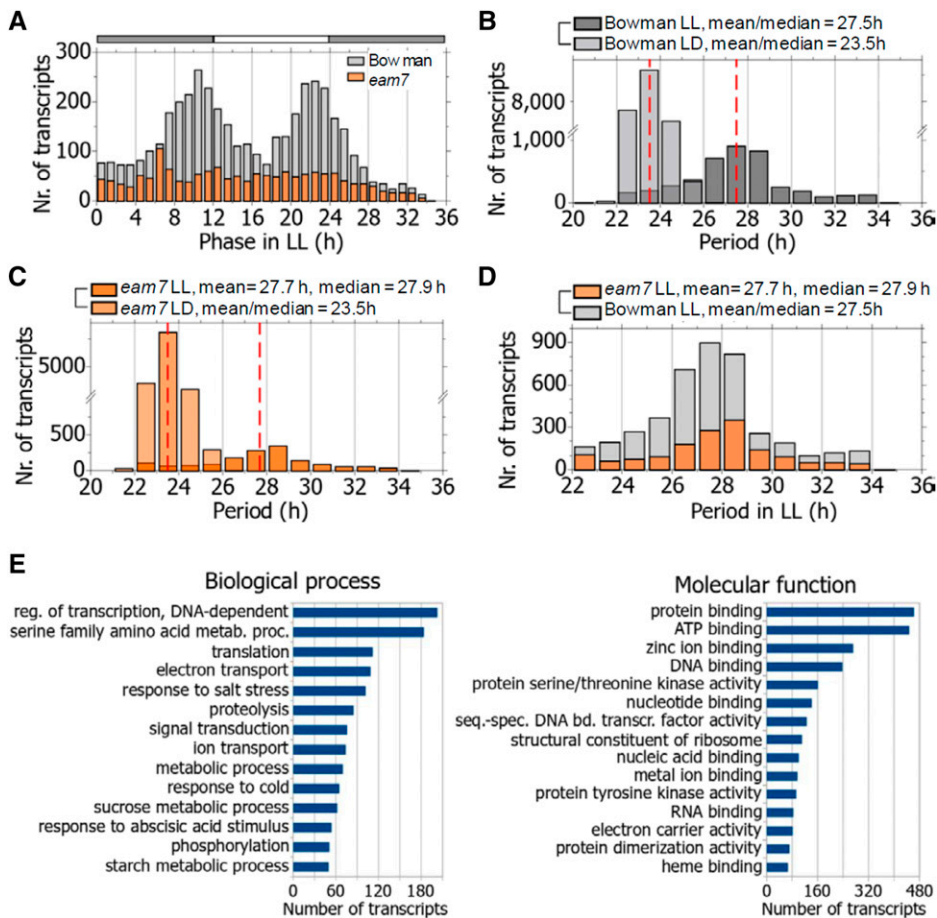 A
Nr. of transcripts
300
200
100
0
Bowman
eam7
0 4 8 12 16 20 24 28 32 36
Phase in LL (h)
B
Bowman LL, mean/median = 27.5h
Bowman LD, mean/median = 23.5h
Nr. of transcripts
8,000
1,000
0
20 22 24 26 28 30 32 34 36
Period (h)
C
eam7 LL, mean= 27.7 h, median = 27.9 h
eam7 LD, mean/median = 23.5h
Nr. of transcripts
5000
500
0
20 22 24 26 28 30 32 34 36
Period (h)
D
eam7 LL, mean= 27.7 h, median = 27.9 h
Bowman LL, mean/median = 27.5h
Nr. of transcripts
900
600
300
0
22 24 26 28 30 32 34 36
Period in LL (h)
E
Biological process
reg. of transcription, DNA-dependent
serine family amino acid metab. proc.
translation
electron transport
response to salt stress
proteolysis
signal transduction
ion transport
metabolic process
response to cold
sucrose metabolic process
response to abscisic acid stimulus
phosphorylation
starch metabolic process
0 60 120 180
Number of transcripts
Molecular function
protein binding
ATP binding
zinc ion binding
DNA binding
protein serine/threonine kinase activity
nucleotide binding
seq.-spec. DNA bd. transcr. factor activity
structural constituent of ribosome
nucleic acid binding
metal ion binding
protein tyrosine kinase activity
RNA binding
electron carrier activity
protein dimerization activity
heme binding
0 160 320 480
Number of transcripts